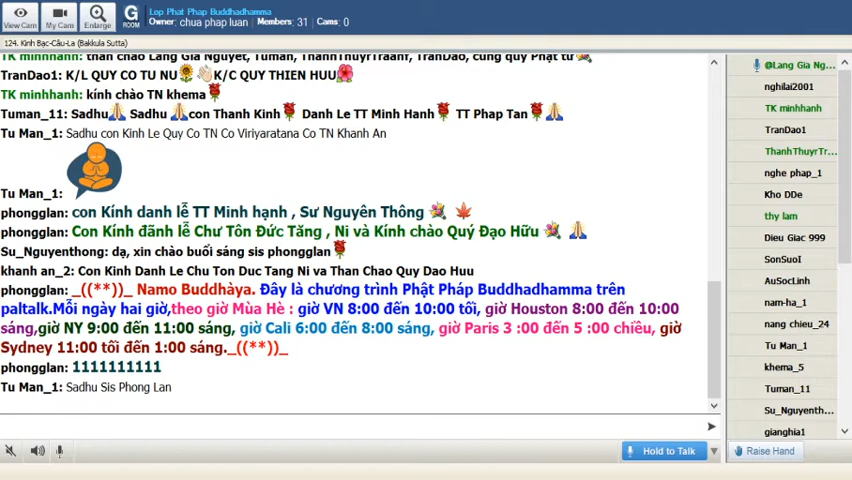 View Cam
My Cam
Enlarge
G
ROOM
Lop Phat Phap Buddhadhamma
Owner: chua phap luan Members: 31 Cams: 0
124. Kinh Bạc-Câu-La (Bakkula Sutta)
TK minhhanh: thân chào Lang Gia Nguyet, Tuman, ThanhThuyrTraanf, TranDao, cùng quý Phật tử
TranDao1: K/L QUY CO TU NU K/C QUY THIEN HUU
TK minhhanh: kính chào TN khema
Tuman_11: Sadhu Sadhu con Thanh Kinh Danh Le TT Minh Hanh TT Phap Tan
Tu Man_1: Sadhu con Kinh Le Quy Co TN Co Viriyaratana Co TN Khanh An
Tu Man_1:
phongglan: con Kính danh lễ TT Minh hạnh , Sư Nguyên Thông
phongglan: Con Kính đãnh lễ Chư Tôn Đức Tăng , Ni và Kính chào Quý Đạo Hữu
Su_Nguyenthong: dạ, xin chào buổi sáng sis phongglan
khanh an_2: Con Kinh Danh Le Chu Ton Duc Tang Ni va Than Chao Quy Dao Huu
phongglan: _((**))_ Namo Buddhàya. Đây là chương trình Phật Pháp Buddhadhamma trên
paltalk.Mỗi ngày hai giờ,theo giờ Mùa Hè : giờ VN 8:00 đến 10:00 tối, giờ Houston 8:00 đến 10:00
sáng,giờ NY 9:00 đến 11:00 sáng, giờ Cali 6:00 đến 8:00 sáng, giờ Paris 3 :00 đến 5 :00 chiều, giờ
Sydney 11:00 tối đến 1:00 sáng._((**))_
phongglan: 1111111111
Tu Man_1: Sadhu Sis Phong Lan
@Lang Gia Ng...
nghilai2001
TK minhhanh
TranDao1
ThanhThuyrTr...
nghe phap_1
Kho DDe
thy lam
Dieu Giac 999
SonSuoI
AuSocLinh
nam-ha_1
nang chieu_24
Tu Man_1
khema_5
Tuman_11
Su_Nguyenth...
gianghia1
Hold to Talk
Raise Hand